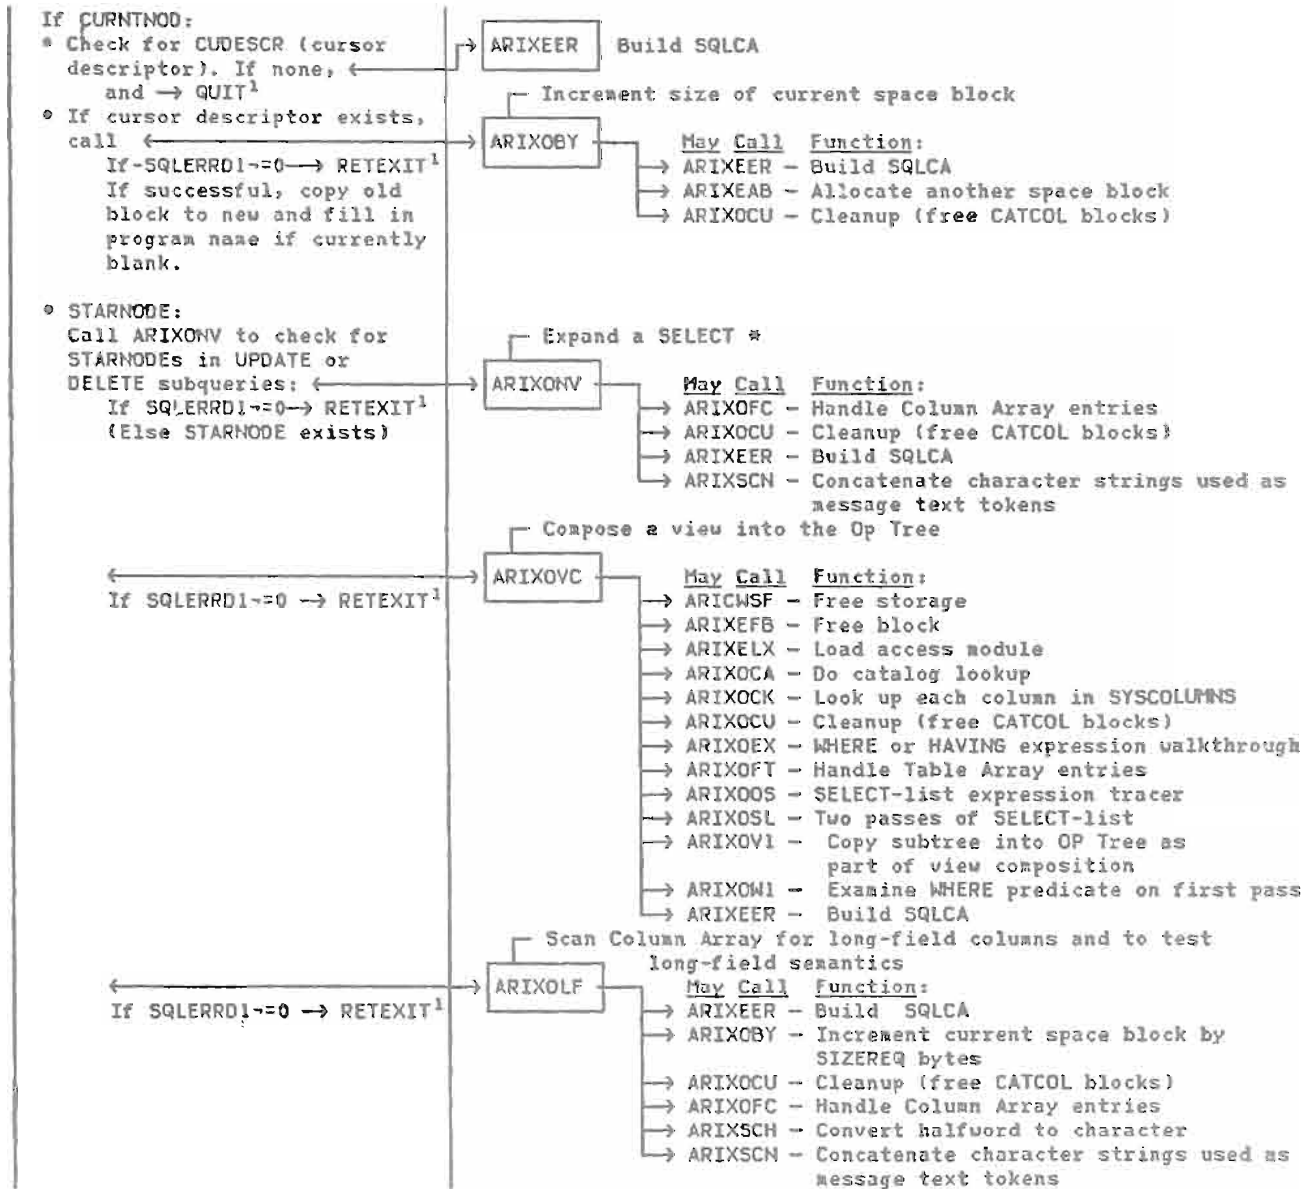 If CURNTNOD:
• Check for CUDESCR (cursor
descriptor). If none,
and → QUIT¹
• If cursor descriptor exists,
call
If-SQLERRD1¬=0→ RETEXIT¹
If successful, copy old
block to new and fill in
program name if currently
blank.
ARIXEER Build SQLCA
Increment size of current space block
ARIXOBY
May Call Function:
ARIXEER - Build SQLCA
ARIXEAB - Allocate another space block
ARIXOCU - Cleanup (free CATCOL blocks)
• STARNODE:
Call ARIXONV to check for
STARNODEs in UPDATE or
DELETE subqueries:
If SQLERRD1¬=0→ RETEXIT¹
(Else STARNODE exists)
Expand a SELECT *
ARIXONV
May Call Function:
ARIXOFC - Handle Column Array entries
ARIXOCU - Cleanup (free CATCOL blocks)
ARIXEER - Build SQLCA
ARIXSCN - Concatenate character strings used as
message text tokens
Compose a view into the Op Tree
If SQLERRD1¬=0 → RETEXIT¹
ARIXOVC
May Call Function:
ARICWSF - Free storage
ARIXEFB - Free block
ARIXELX - Load access module
ARIXOCA - Do catalog lookup
ARIXOCK - Look up each column in SYSCOLUMNS
ARIXOCU - Cleanup (free CATCOL blocks)
ARIXOEX - WHERE or HAVING expression walkthrough
ARIXOFT - Handle Table Array entries
ARIXOOS - SELECT-list expression tracer
ARIXOSL - Two passes of SELECT-list
ARIXOV1 - Copy subtree into OP Tree as
part of view composition
ARIXOW1 - Examine WHERE predicate on first pass
ARIXEER - Build SQLCA
Scan Column Array for long-field columns and to test
long-field semantics
If SQLERRD1¬=0 → RETEXIT¹
ARIXOLF
May Call Function:
ARIXEER - Build SQLCA
ARIXOBY - Increment current space block by
SIZEREQ bytes
ARIXOCU - Cleanup (free CATCOL blocks)
ARIXOFC - Handle Column Array entries
ARIXSCH - Convert halfword to character
ARIXSCN - Concatenate character strings used as
message text tokens